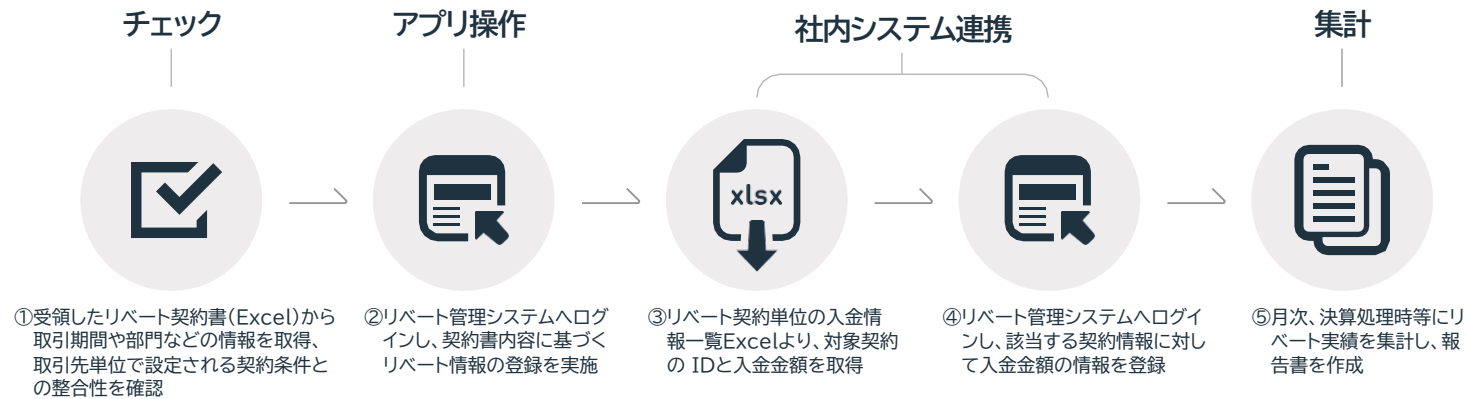 チェック
アプリ操作
社内システム連携
集計
xlsx
①受領したリベート契約書(Excel)から
取引期間や部門などの情報を取得、
取引先単位で設定される契約条件と
の整合性を確認
②リベート管理システムへログ
インし、契約書内容に基づく
リベート情報の登録を実施
③リベート契約単位の入金情
報一覧Excelより、対象契約
の IDと入金金額を取得
④リベート管理システムへログイ
ンし、該当する契約情報に対し
て入金金額の情報を登録
⑤月次、決算処理時等にリ
ベート実績を集計し、報
告書を作成